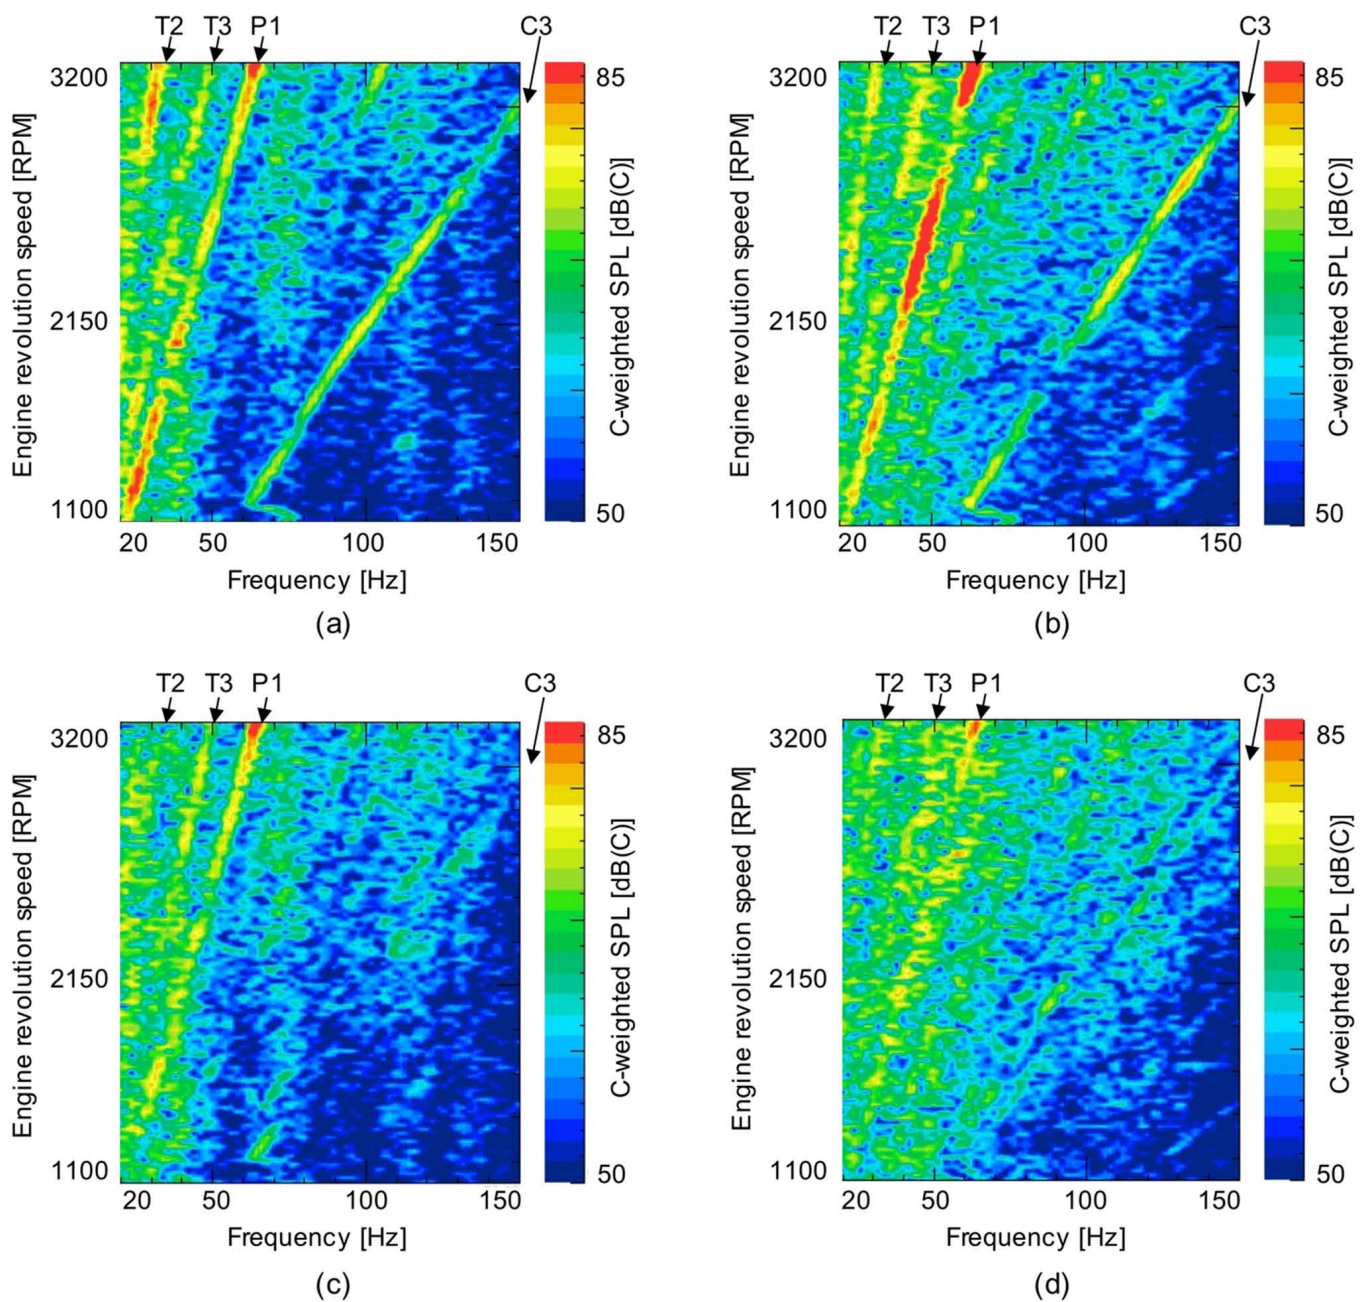 T2 T3 P1 C3
3200
2150
1100
Engine revolution speed [RPM]
20 50 100 150
Frequency [Hz]
85
50
C-weighted SPL [dB(C)]
(a)
T2 T3 P1 C3
3200
2150
1100
Engine revolution speed [RPM]
20 50 100 150
Frequency [Hz]
85
50
C-weighted SPL [dB(C)]
(b)
T2 T3 P1 C3
3200
2150
1100
Engine revolution speed [RPM]
20 50 100 150
Frequency [Hz]
85
50
C-weighted SPL [dB(C)]
(c)
T2 T3 P1 C3
3200
2150
1100
Engine revolution speed [RPM]
20 50 100 150
Frequency [Hz]
85
50
C-weighted SPL [dB(C)]
(d)